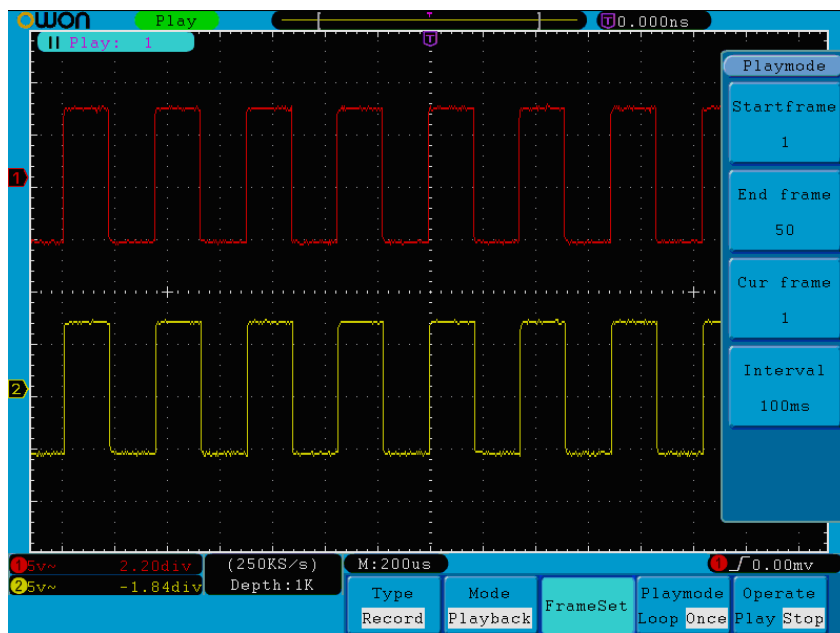 OWON Play T 0.000ns
Play: 1
T
Playmode
Startframe
1
End frame
50
Cur frame
1
Interval
100ms
1
2
1 5v~ 2.20div
2 5v~ -1.84div
(250KS/s)
Depth:1K
M:200us
1 0.00mv
Type
Record
Mode
Playback
FrameSet
Playmode
Loop Once
Operate
Play Stop